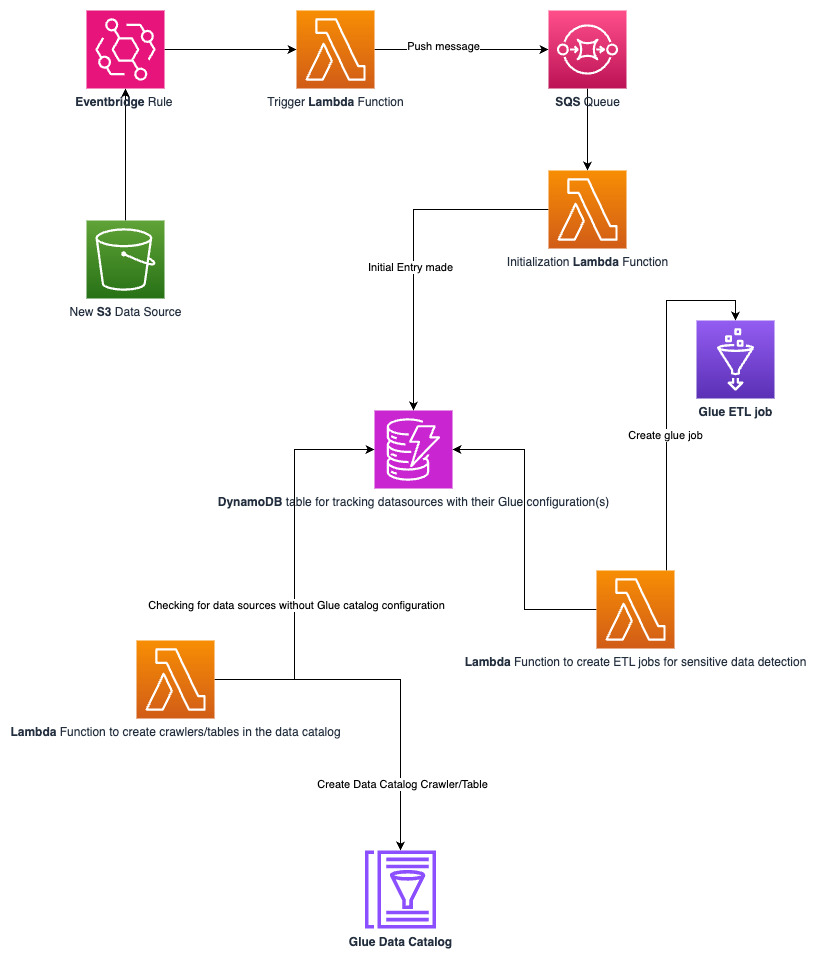 Push message
Eventbridge Rule
Trigger Lambda Function
SQS Queue
Initialization Lambda Function
Initial Entry made
New S3 Data Source
Glue ETL job
Create glue job
DynamoDB table for tracking datasources with their Glue configuration(s)
Checking for data sources without Glue catalog configuration
Lambda Function to create ETL jobs for sensitive data detection
Lambda Function to create crawlers/tables in the data catalog
Create Data Catalog Crawler/Table
Glue Data Catalog